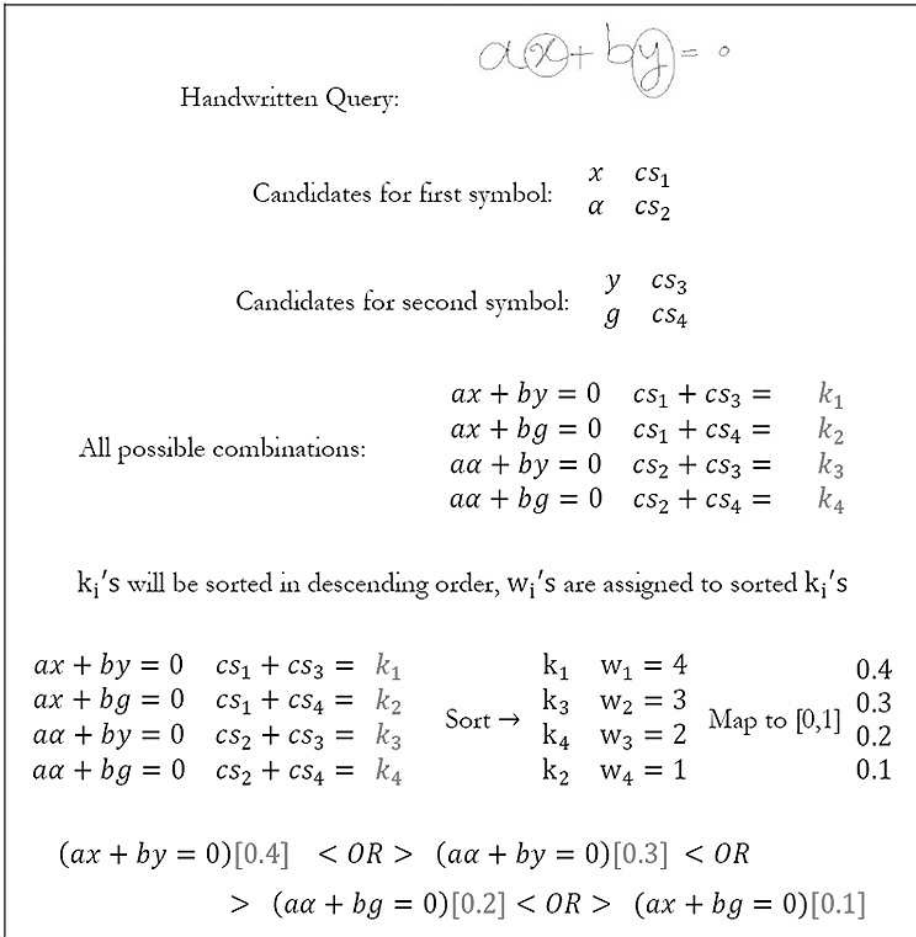 ax + by = 0
Handwritten Query:
Candidates for first symbol: x cs₁
α cs₂
Candidates for second symbol: y cs₃
g cs₄
All possible combinations:
ax + by = 0 cs₁ + cs₃ = k₁
ax + bg = 0 cs₁ + cs₄ = k₂
aα + by = 0 cs₂ + cs₃ = k₃
aα + bg = 0 cs₂ + cs₄ = k₄
kᵢ's will be sorted in descending order, wᵢ's are assigned to sorted kᵢ's
ax + by = 0 cs₁ + cs₃ = k₁ k₁ w₁ = 4 0.4
ax + bg = 0 cs₁ + cs₄ = k₂ k₃ w₂ = 3 0.3
Sort → Map to [0,1]
aα + by = 0 cs₂ + cs₃ = k₃ k₄ w₃ = 2 0.2
aα + bg = 0 cs₂ + cs₄ = k₄ k₂ w₄ = 1 0.1
(ax + by = 0)[0.4] < OR > (aα + by = 0)[0.3] < OR
> (aα + bg = 0)[0.2] < OR > (ax + bg = 0)[0.1]